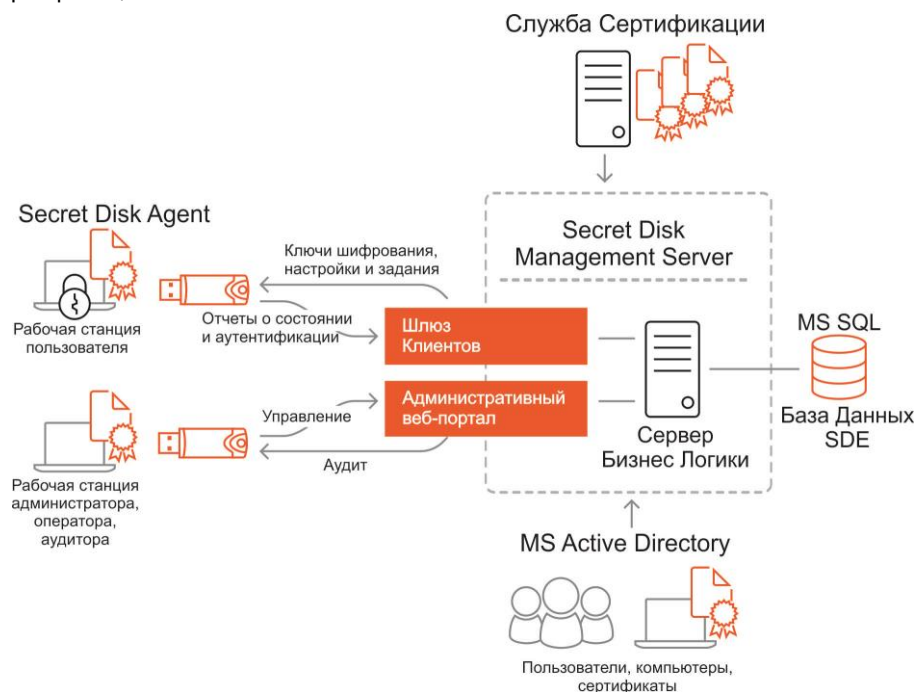 Служба Сертификации
Secret Disk Agent
Secret Disk
Management Server
Ключи шифрования,
настройки и задания
Отчеты о состоянии
и аутентификации
Рабочая станция
пользователя
Шлюз
Клиентов
MS SQL
База Данных
SDE
Административный
веб-портал
Управление
Аудит
Сервер
Бизнес Логики
Рабочая станция
администратора,
оператора,
аудитора
MS Active Directory
Пользователи, компьютеры,
сертификаты